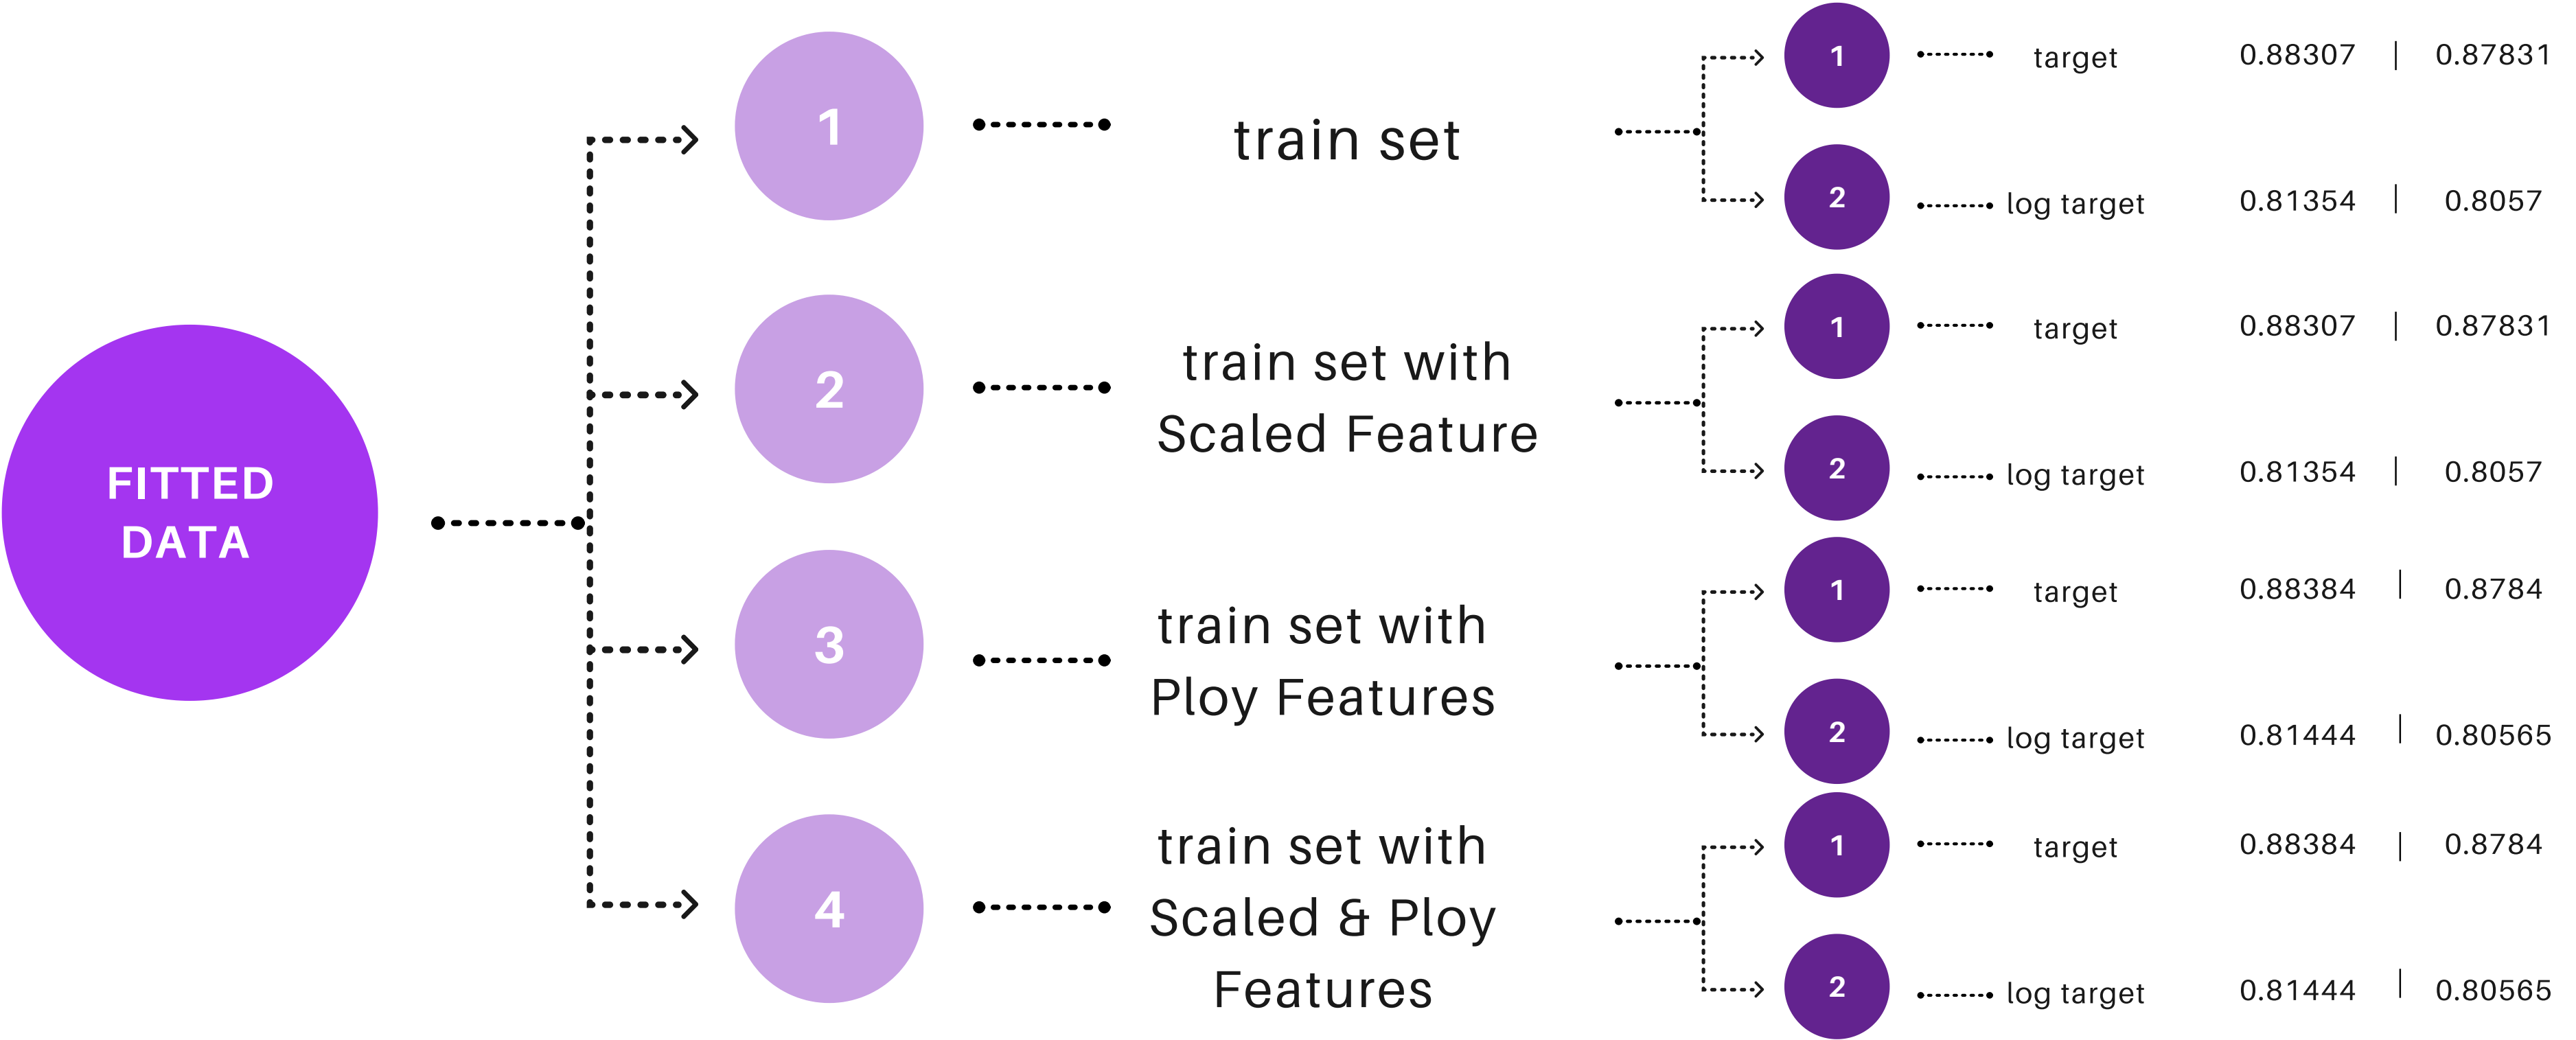 FITTED
DATA
1
train set
1
target 0.88307 | 0.87831
2
log target 0.81354 | 0.8057
2
train set with
Scaled Feature
1
target 0.88307 | 0.87831
2
log target 0.81354 | 0.8057
3
train set with
Ploy Features
1
target 0.88384 | 0.8784
2
log target 0.81444 | 0.80565
4
train set with
Scaled & Ploy
Features
1
target 0.88384 | 0.8784
2
log target 0.81444 | 0.80565